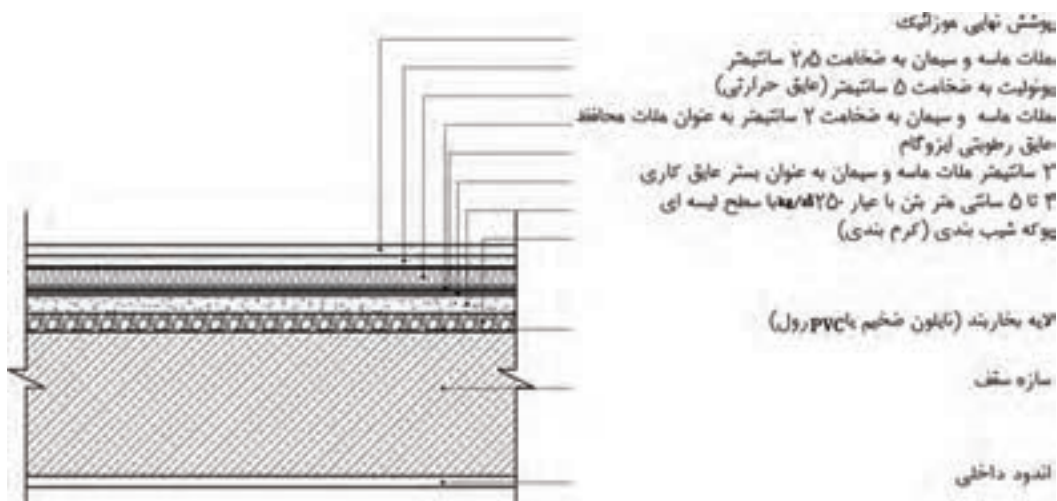 پوشش نهایی موزائیک
ملات ماسه و سیمان به ضخامت ۲٫۵ سانتیمتر
یونولیت به ضخامت ۵ سانتیمتر (عایق حرارتی)
ملات ماسه و سیمان به ضخامت ۲ سانتیمتر به عنوان ملات محافظ
عایق رطوبتی ایزوگام
۳ سانتیمتر ملات ماسه و سیمان به عنوان بستر عایق کاری
۳ تا ۵ سانتی متر بتن با عیار ۲۵۰ با سطح لیسه ای
پوکه شیب بندی (کرم بندی)
لایه بخاربند (نایلون ضخیم یا PVC رول)
سازه سقف
اندود داخلی